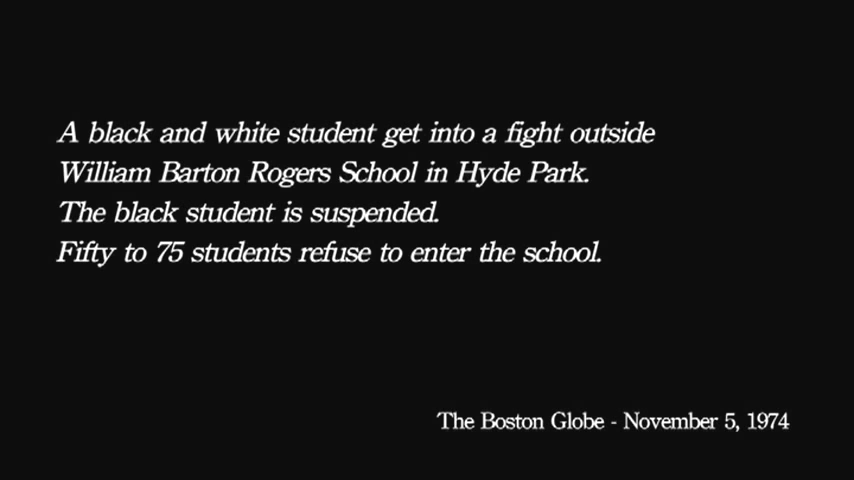 A black and white student get into a fight outside
William Barton Rogers School in Hyde Park.
The black student is suspended.
Fifty to 75 students refuse to enter the school.
The Boston Globe - November 5, 1974